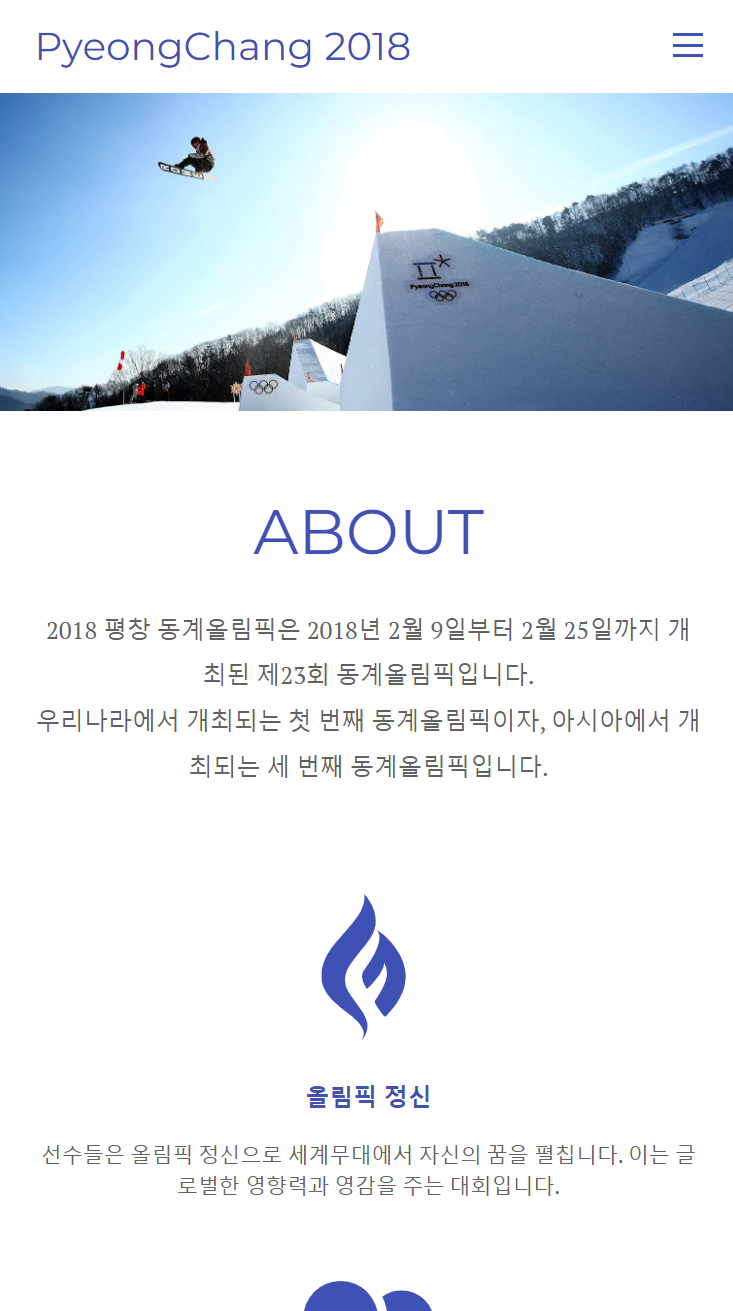 PyeongChang 2018
PyeongChang 2018
ABOUT
2018 평창 동계올림픽은 2018년 2월 9일부터 2월 25일까지 개
최된 제23회 동계올림픽입니다.
우리나라에서 개최되는 첫 번째 동계올림픽이자, 아시아에서 개
최되는 세 번째 동계올림픽입니다.
올림픽 정신
선수들은 올림픽 정신으로 세계무대에서 자신의 꿈을 펼칩니다. 이는 글
로벌한 영향력과 영감을 주는 대회입니다.